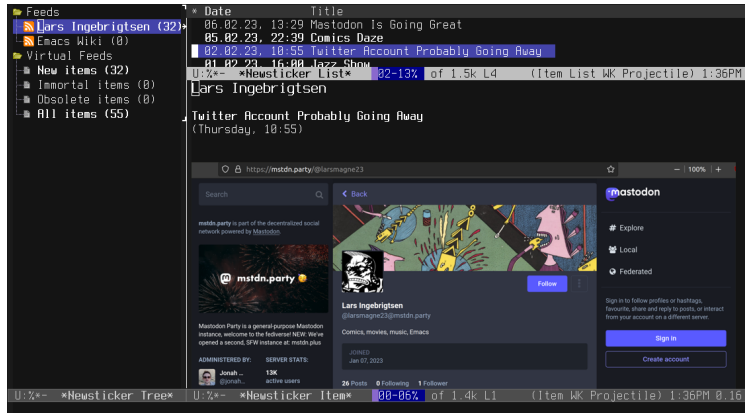 Feeds
Lars Ingebrigtsen (32)
Emacs Wiki (0)
Virtual Feeds
New items (32)
Immortal items (0)
Obsolete items (0)
All items (55)
U:%*-  *Newsticker Tree*
* Date Title
06.02.23, 13:29 Mastodon Is Going Great
05.02.23, 22:39 Comics Daze
02.02.23, 10:55 Twitter Account Probably Going Away
01.02.23, 16:00 Jazz Show
U:%*-  *Newsticker List* 02-13% of 1.5k L4 (Item List WK Projectile) 1:36PM
Lars Ingebrigtsen
Twitter Account Probably Going Away
(Thursday, 10:55)
https://mstdn.party/@larsmagne23 100%
Search
mstdn.party is part of the decentralized social
network powered by Mastodon.
mstdn.party
Mastodon Party is a general-purpose Mastodon
instance, welcome to the fediverse! NEW: We've
opened a second, SFW instance at: mstdn.plus
ADMINISTERED BY: SERVER STATS:
Jonah ... 13K
@jonah... active users
Back
Follow
Lars Ingebrigtsen
@larsmagne23@mstdn.party
Comics, movies, music, Emacs
JOINED
Jan 07, 2023
26 Posts 0 Following 1 Follower
mastodon
# Explore
Local
Federated
Sign in to follow profiles or hashtags,
favourite, share and reply to posts, or interact
from your account on a different server.
Sign in
Create account
U:%*-  *Newsticker Item* 00-06% of 1.4k L1 (Item WK Projectile) 1:36PM 0.16